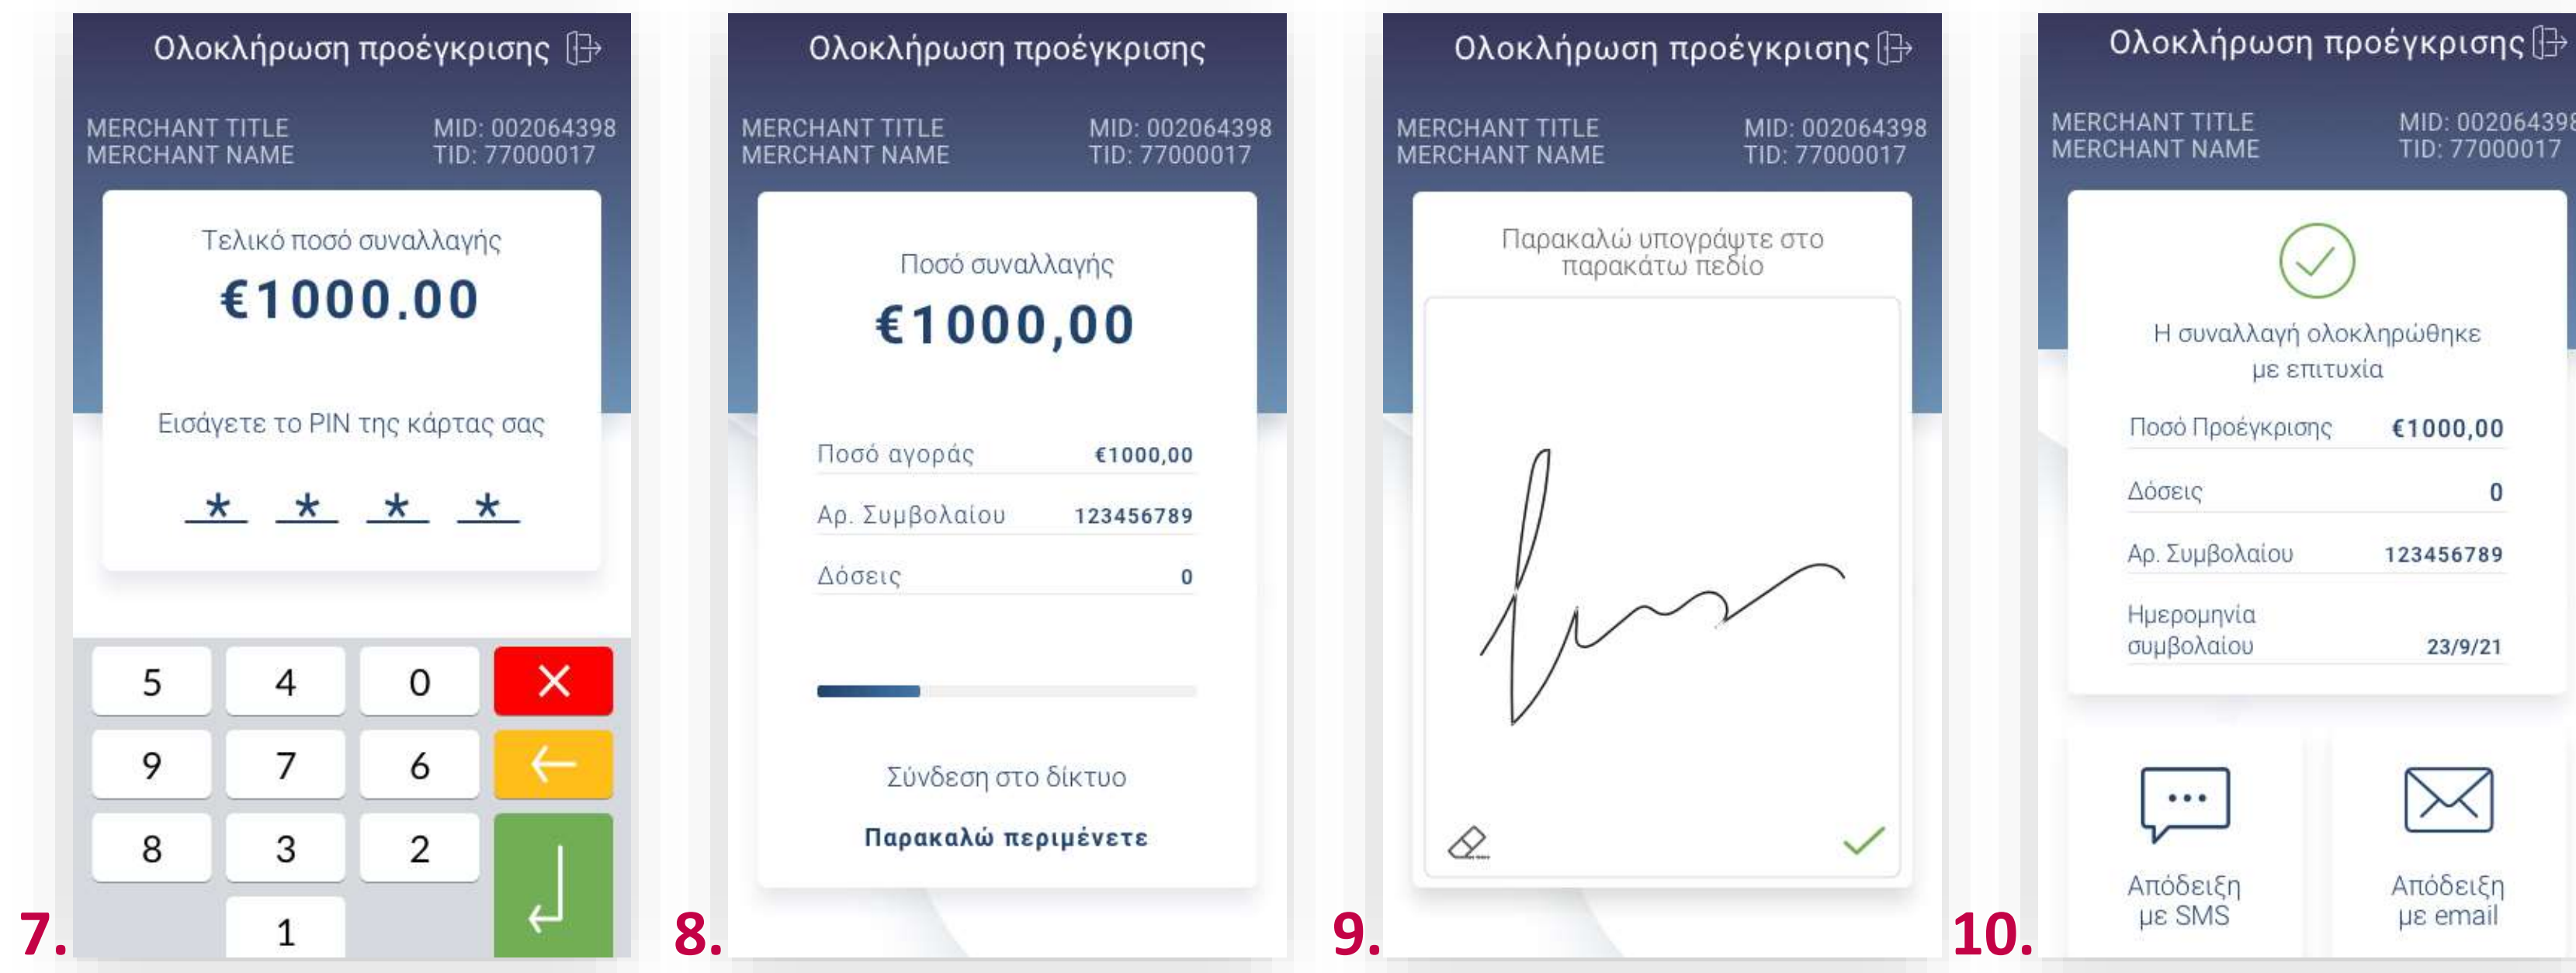 Ολοκλήρωση προέγκρισης
MERCHANT TITLE MID: 002064398
MERCHANT NAME TID: 77000017
Τελικό ποσό συναλλαγής
€1000.00
Εισάγετε το PIN της κάρτας σας
* * * *
5 4 0
9 7 6
8 3 2
1
7.
Ολοκλήρωση προέγκρισης
MERCHANT TITLE MID: 002064398
MERCHANT NAME TID: 77000017
Ποσό συναλλαγής
€1000,00
Ποσό αγοράς €1000,00
Αρ. Συμβολαίου 123456789
Δόσεις 0
Σύνδεση στο δίκτυο
Παρακαλώ περιμένετε
8.
Ολοκλήρωση προέγκρισης
MERCHANT TITLE MID: 002064398
MERCHANT NAME TID: 77000017
Παρακαλώ υπογράψτε στο
παρακάτω πεδίο
9.
Ολοκλήρωση προέγκρισης
MERCHANT TITLE MID: 002064398
MERCHANT NAME TID: 77000017
Η συναλλαγή ολοκληρώθηκε
με επιτυχία
Ποσό Προέγκρισης €1000,00
Δόσεις 0
Αρ. Συμβολαίου 123456789
Ημερομηνία
συμβολαίου 23/9/21
Απόδειξη
με SMS
Απόδειξη
με email
10.